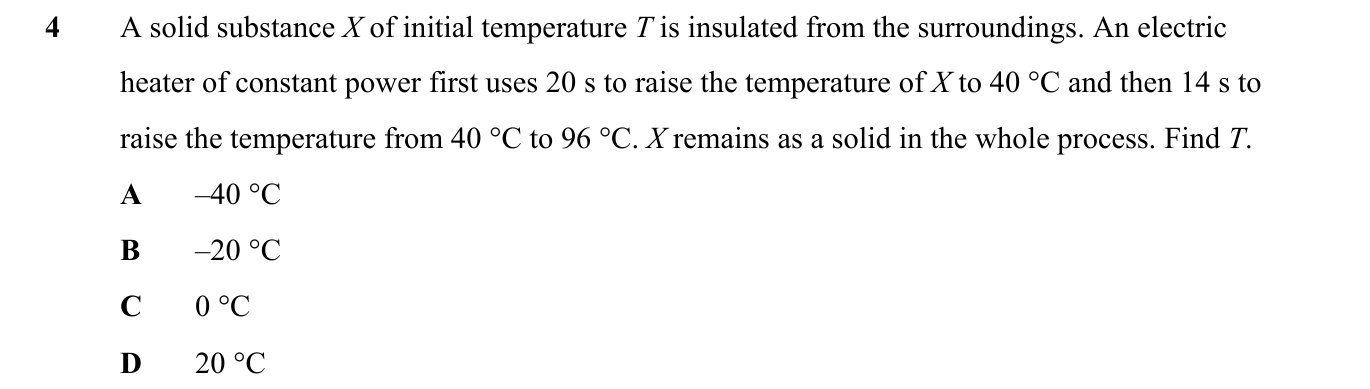 4 A solid substance X of initial temperature T is insulated from the surroundings. An electric
heater of constant power first uses 20 s to raise the temperature of X to 40 °C and then 14 s to
raise the temperature from 40 °C to 96 °C. X remains as a solid in the whole process. Find T.
A –40 °C
B –20 °C
C 0 °C
D 20 °C